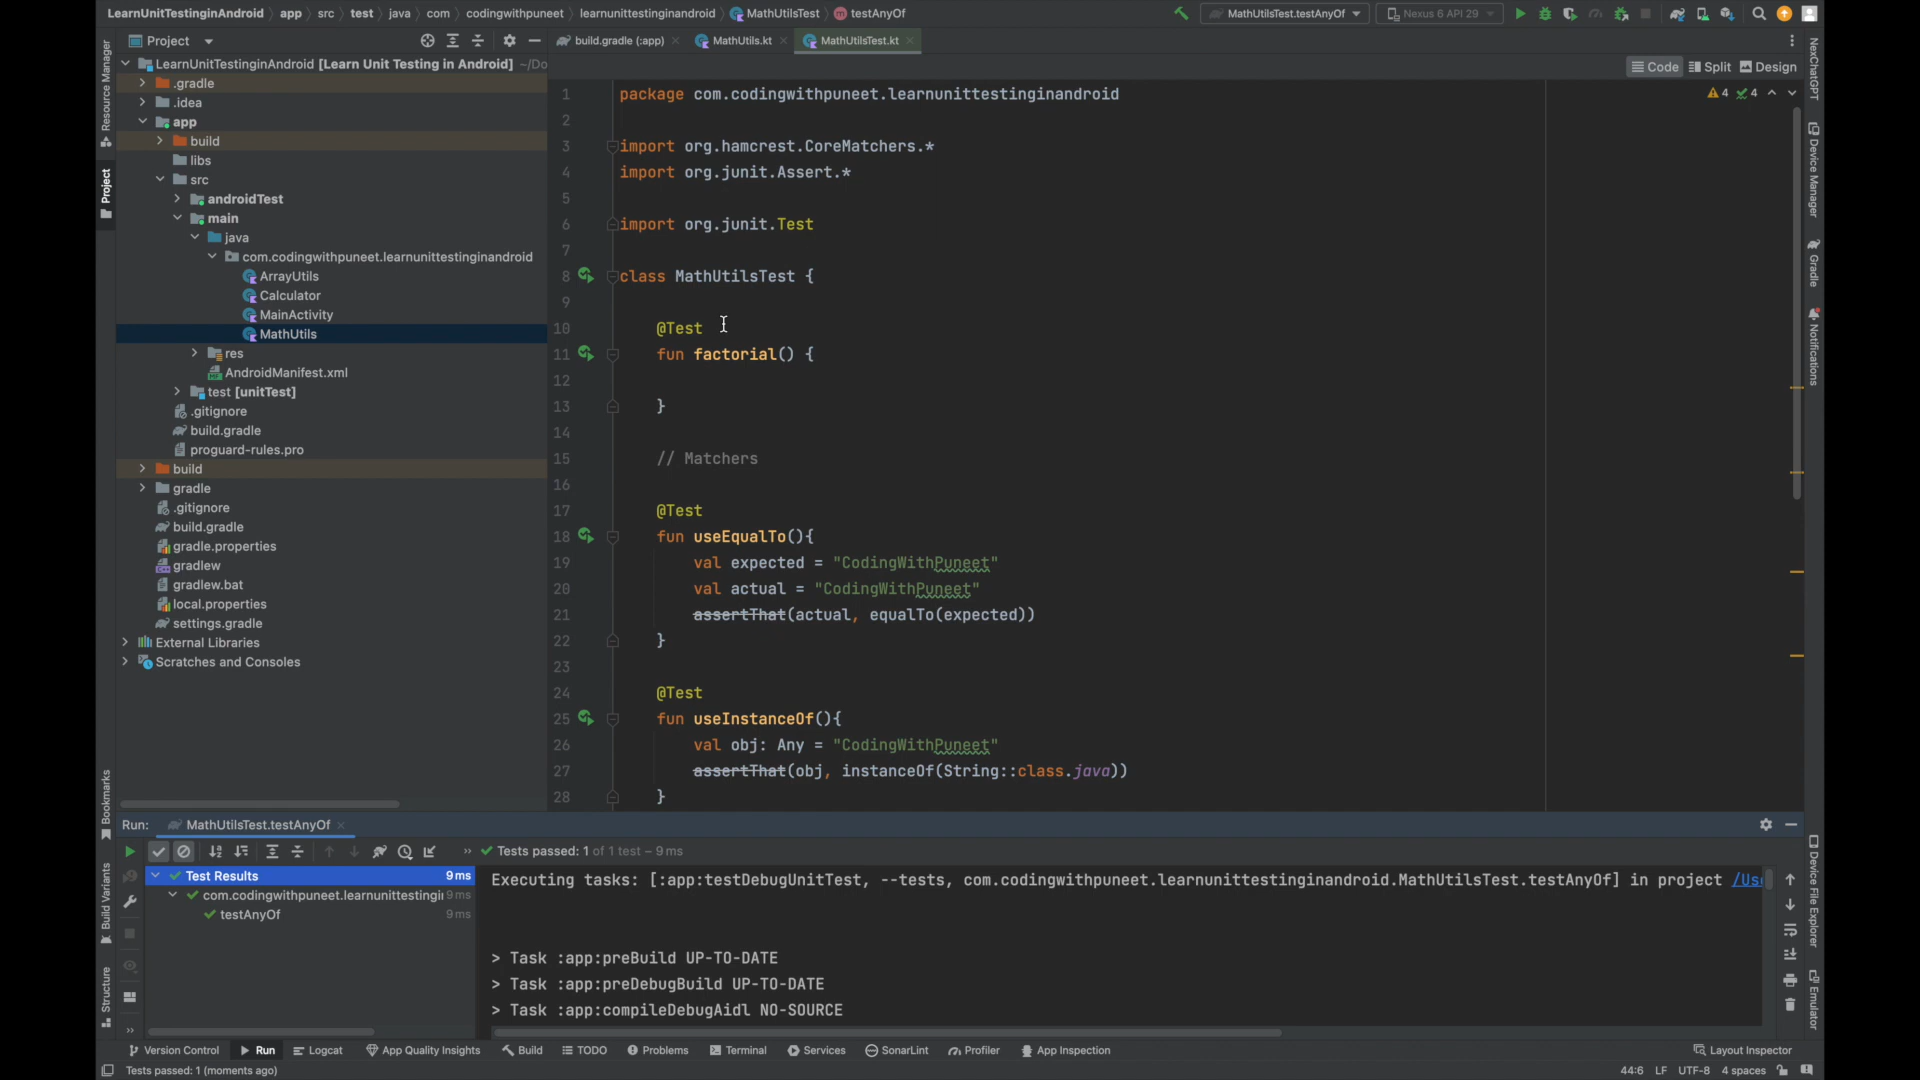 LearnUnitTestinginAndroid app src test java com codingwithpuneet learnunittestinginandroid MathUtilsTest testAnyOf
MathUtilsTest.testAnyOf Nexus 6 API 29
Project
build.gradle (:app) MathUtils.kt MathUtilsTest.kt
Code Split Design
LearnUnitTestinginAndroid [Learn Unit Testing in Android] ~/Do
.gradle
.idea
app
build
libs
src
androidTest
main
java
com.codingwithpuneet.learnunittestinginandroid
ArrayUtils
Calculator
MainActivity
MathUtils
res
AndroidManifest.xml
test [unitTest]
.gitignore
build.gradle
proguard-rules.pro
build
gradle
.gitignore
build.gradle
gradle.properties
gradlew
gradlew.bat
local.properties
settings.gradle
External Libraries
Scratches and Consoles
4 4
1 package com.codingwithpuneet.learnunittestinginandroid
2
3 import org.hamcrest.CoreMatchers.*
4 import org.junit.Assert.*
5
6 import org.junit.Test
7
8 class MathUtilsTest {
9
10 @Test
11 fun factorial() {
12
13 }
14
15 // Matchers
16
17 @Test
18 fun useEqualTo(){
19 val expected = "CodingWithPuneet"
20 val actual = "CodingWithPuneet"
21 assertThat(actual, equalTo(expected))
22 }
23
24 @Test
25 fun useInstanceOf(){
26 val obj: Any = "CodingWithPuneet"
27 assertThat(obj, instanceOf(String::class.java))
28 }
Resource Manager
Project
Bookmarks
Build Variants
Structure
NexChatGPT
Device Manager
Gradle
Notifications
Device File Explorer
Emulator
Run: MathUtilsTest.testAnyOf
Tests passed: 1 of 1 test – 9 ms
Test Results 9 ms
com.codingwithpuneet.learnunittestingi 9 ms
testAnyOf 9 ms
Executing tasks: [:app:testDebugUnitTest, --tests, com.codingwithpuneet.learnunittestinginandroid.MathUtilsTest.testAnyOf] in project /Us
> Task :app:preBuild UP-TO-DATE
> Task :app:preDebugBuild UP-TO-DATE
> Task :app:compileDebugAidl NO-SOURCE
Version Control Run Logcat App Quality Insights Build TODO Problems Terminal Services SonarLint Profiler App Inspection Layout Inspector
Tests passed: 1 (moments ago) 44:6 LF UTF-8 4 spaces